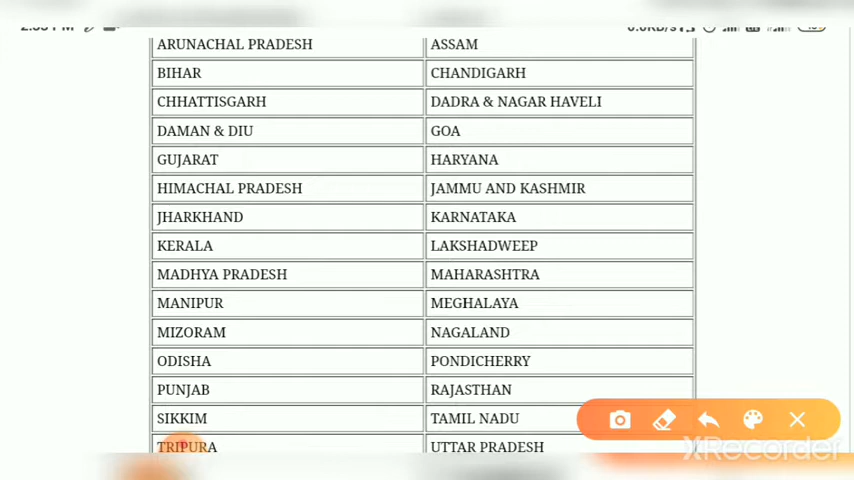 ARUNACHAL PRADESH ASSAM
BIHAR CHANDIGARH
CHHATTISGARH DADRA & NAGAR HAVELI
DAMAN & DIU GOA
GUJARAT HARYANA
HIMACHAL PRADESH JAMMU AND KASHMIR
JHARKHAND KARNATAKA
KERALA LAKSHADWEEP
MADHYA PRADESH MAHARASHTRA
MANIPUR MEGHALAYA
MIZORAM NAGALAND
ODISHA PONDICHERRY
PUNJAB RAJASTHAN
SIKKIM TAMIL NADU
TRIPURA UTTAR PRADESH
XRecorder